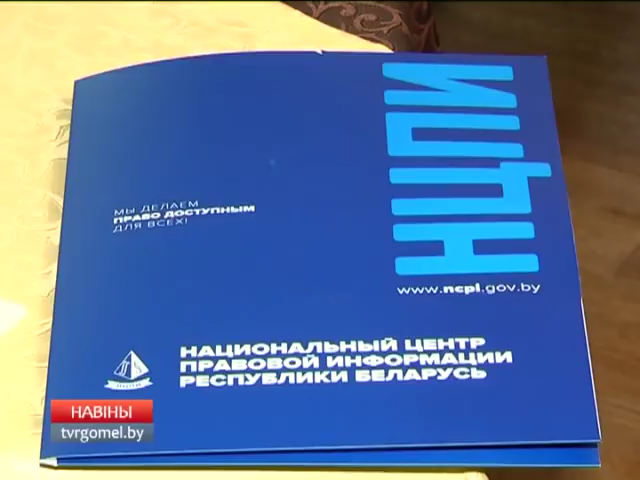 НЦПИ
МЫ ДЕЛАЕМ
ПРАВО ДОСТУПНЫМ
ДЛЯ ВСЕХ!
www.ncpi.gov.by
НАЦИОНАЛЬНЫЙ ЦЕНТР
ПРАВОВОЙ ИНФОРМАЦИИ
РЕСПУБЛИКИ БЕЛАРУСЬ
НАВІНЫ
tvrgomel.by